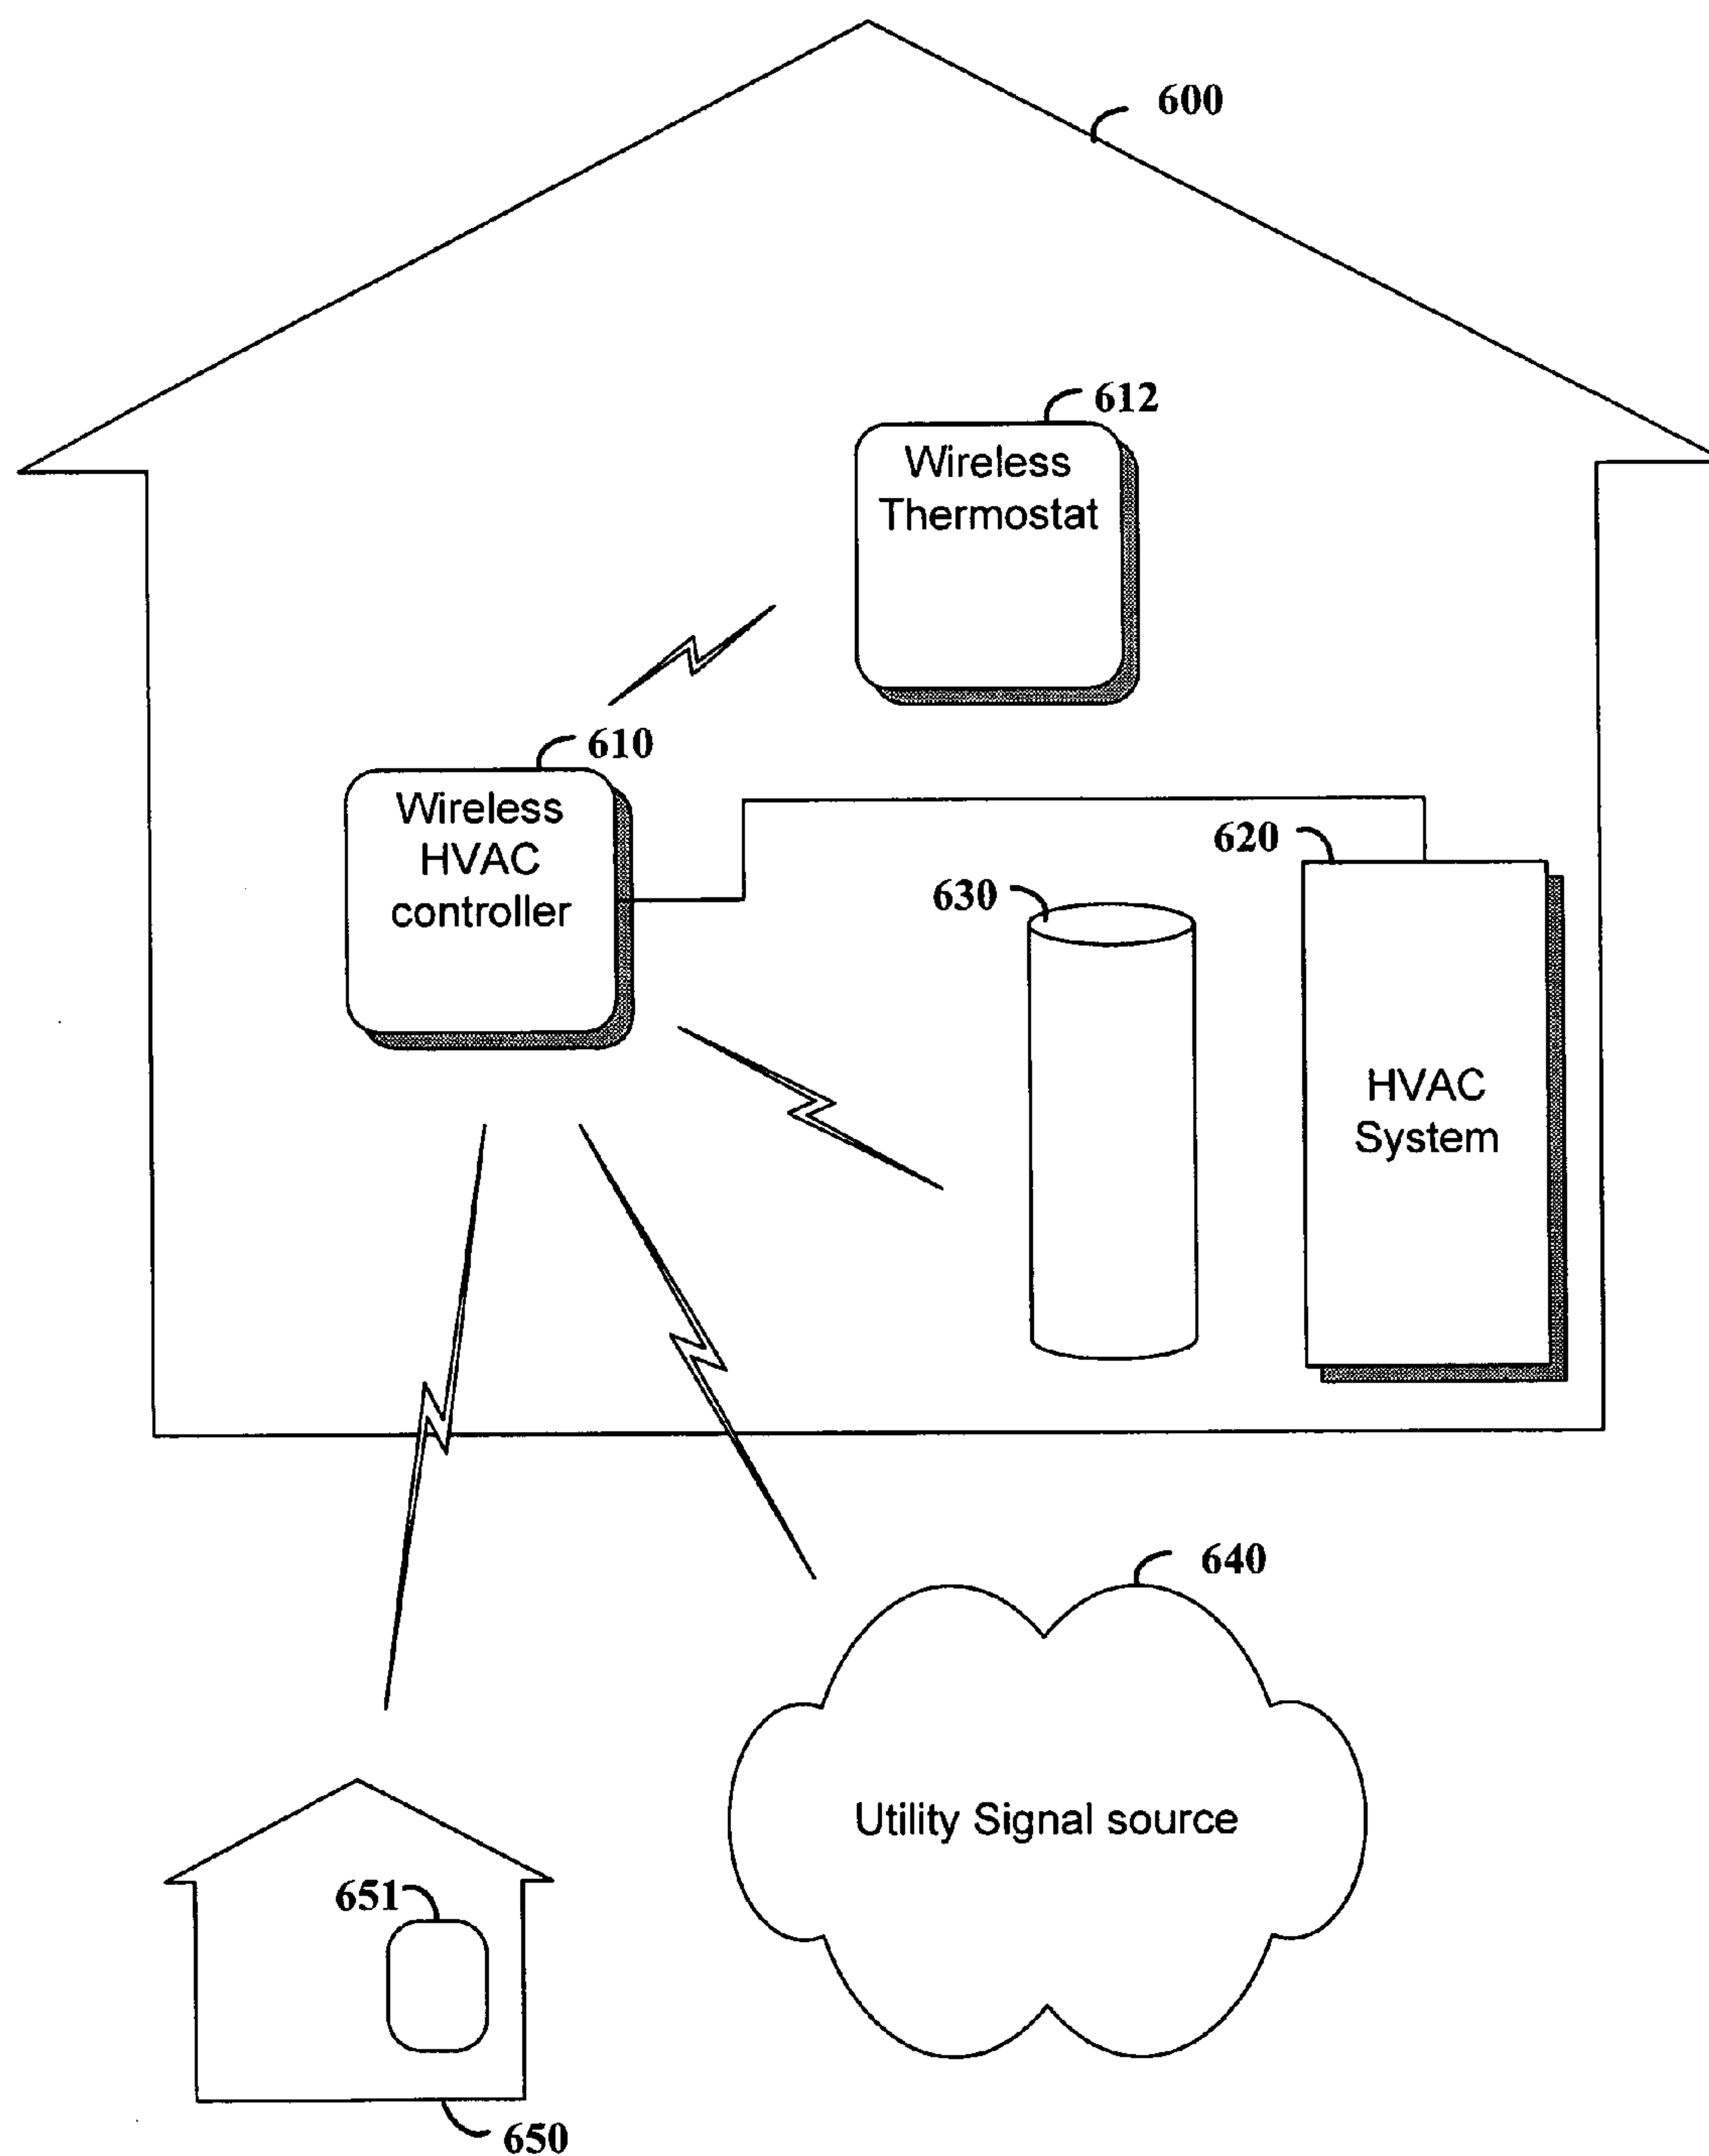 600
612
Wireless
Thermostat
610
Wireless
HVAC
controller
620
630
HVAC
System
640
Utility Signal source
651
650